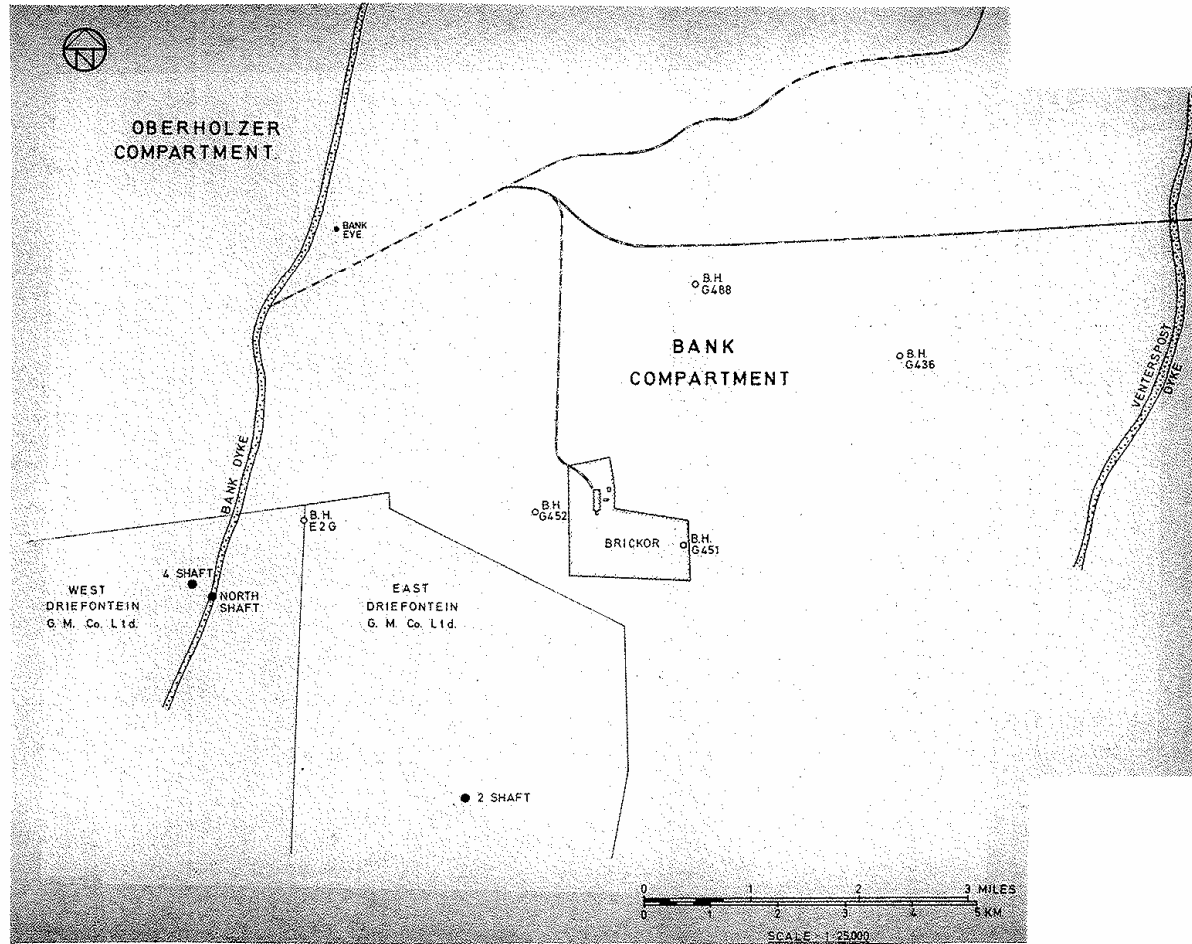 N
OBERHOLZER
COMPARTMENT
BANK
EYE
B.H.
G488
BANK
COMPARTMENT
B.H.
G436
VENTERSPOST
DYKE
BANK DYKE
B.H.
E2G
B.H
G452
BRICKOR
B.H.
G451
4 SHAFT
NORTH
SHAFT
WEST
DRIEFONTEIN
G. M. Co. Ltd.
EAST
DRIEFONTEIN
G. M. Co. Ltd.
2 SHAFT
0 1 2 3 MILES
0 1 2 3 4 5 KM
SCALE - 1:25000